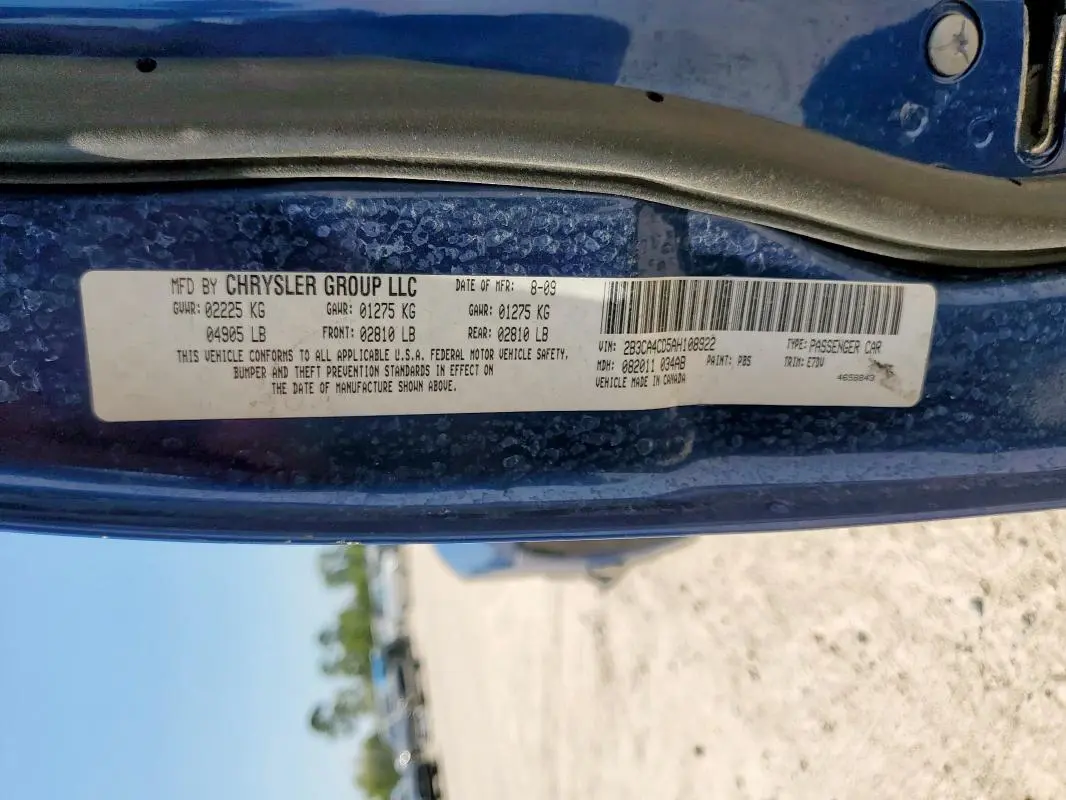 MFD BY CHRYSLER GROUP LLC DATE OF MFR: 8-09
GVWR: 02225 KG GAWR: 01275 KG GAWR: 01275 KG
04905 LB FRONT: 02810 LB REAR: 02810 LB
THIS VEHICLE CONFORMS TO ALL APPLICABLE U.S.A. FEDERAL MOTOR VEHICLE SAFETY,
BUMPER AND THEFT PREVENTION STANDARDS IN EFFECT ON
THE DATE OF MANUFACTURE SHOWN ABOVE.
VIN: 2B3CA4CD5AH108922 TYPE: PASSENGER CAR
MDH: 082011 034AB PAINT: PBS TRIM: E7DV
VEHICLE MADE IN CANADA 4658843